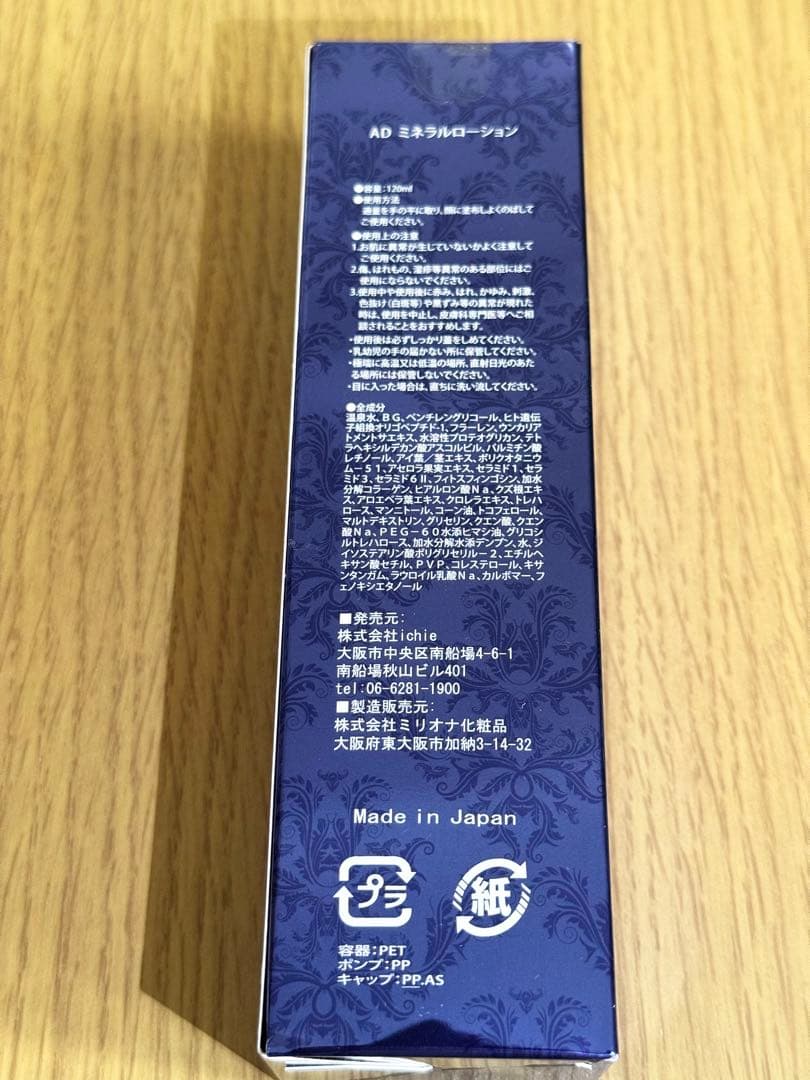 AD ミネラルローション
●容量:120ml
●使用方法
適量を手の平に取り、顔に塗布しよくのばして
ご使用ください。
●使用上の注意
1.お肌に異常が生じていないかよく注意して
ご使用ください。
2.傷、はれもの、湿疹等異常のある部位にはご
使用にならないでください。
3.使用中や使用後に赤み、はれ、かゆみ、刺激、
色抜け(白斑等)や黒ずみ等の異常が現れた
時は、使用を中止し、皮膚科専門医等へご相
談されることをおすすめします。
・使用後は必ずしっかり蓋をしめてください。
・乳幼児の手の届かない所に保管してください。
・極端に高温又は低温の場所、直射日光のあた
る場所には保管しないでください。
・目に入った場合は、直ちに洗い流してください。
●全成分
温泉水、BG、ペンチレングリコール、ヒト遺伝
子組換オリゴペプチド-1、フラーレン、ウンカリア
トメントサエキス、水溶性プロテオグリカン、テト
ラヘキシルデカン酸アスコルビル、パルミチン酸
レチノール、アイ葉/茎エキス、ポリクオタニウ
ム－51、アセロラ果実エキス、セラミド1、セラ
ミド3、セラミド6Ⅱ、フィトスフィンゴシン、加水
分解コラーゲン、ヒアルロン酸Na、クズ根エキ
ス、アロエベラ葉エキス、クロレラエキス、トレハ
ロース、マンニトール、コーン油、トコフェロール、
マルトデキストリン、グリセリン、クエン酸、クエン
酸Na、PEG－60水添ヒマシ油、グリコシ
ルトレハロース、加水分解水添デンプン、水、ジ
イソステアリン酸ポリグリセリル－2、エチルヘ
キサン酸セチル、PVP、コレステロール、キサ
ンタンガム、ラウロイル乳酸Na、カルボマー、フ
ェノキシエタノール
■発売元:
株式会社ichie
大阪市中央区南船場4-6-1
南船場秋山ビル401
tel:06-6281-1900
■製造販売元:
株式会社ミリオナ化粧品
大阪府東大阪市加納3-14-32
Made in Japan
プラ 紙
容器:PET
ポンプ:PP
キャップ:PP.AS